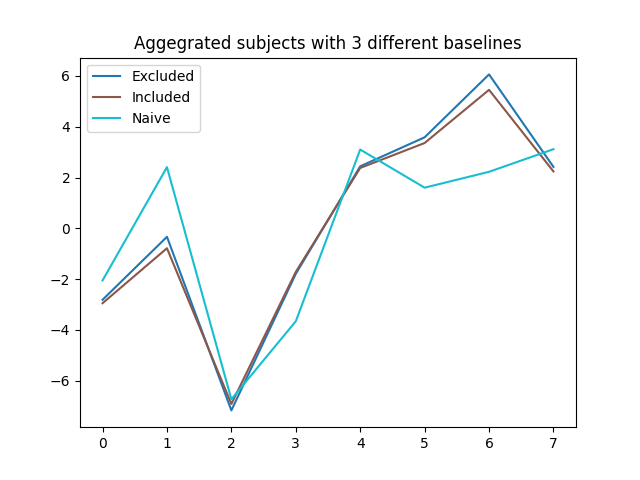 Aggegrated subjects with 3 different baselines
Excluded
Included
Naive
6
4
2
0
−2
−4
−6
0 1 2 3 4 5 6 7